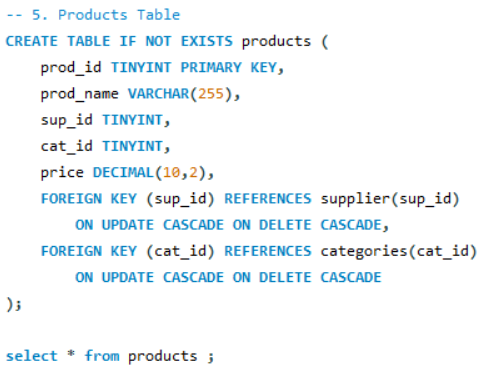 -- 5. Products Table
CREATE TABLE IF NOT EXISTS products (
    prod_id TINYINT PRIMARY KEY,
    prod_name VARCHAR(255),
    sup_id TINYINT,
    cat_id TINYINT,
    price DECIMAL(10,2),
    FOREIGN KEY (sup_id) REFERENCES supplier(sup_id)
        ON UPDATE CASCADE ON DELETE CASCADE,
    FOREIGN KEY (cat_id) REFERENCES categories(cat_id)
        ON UPDATE CASCADE ON DELETE CASCADE
);
select * from products ;